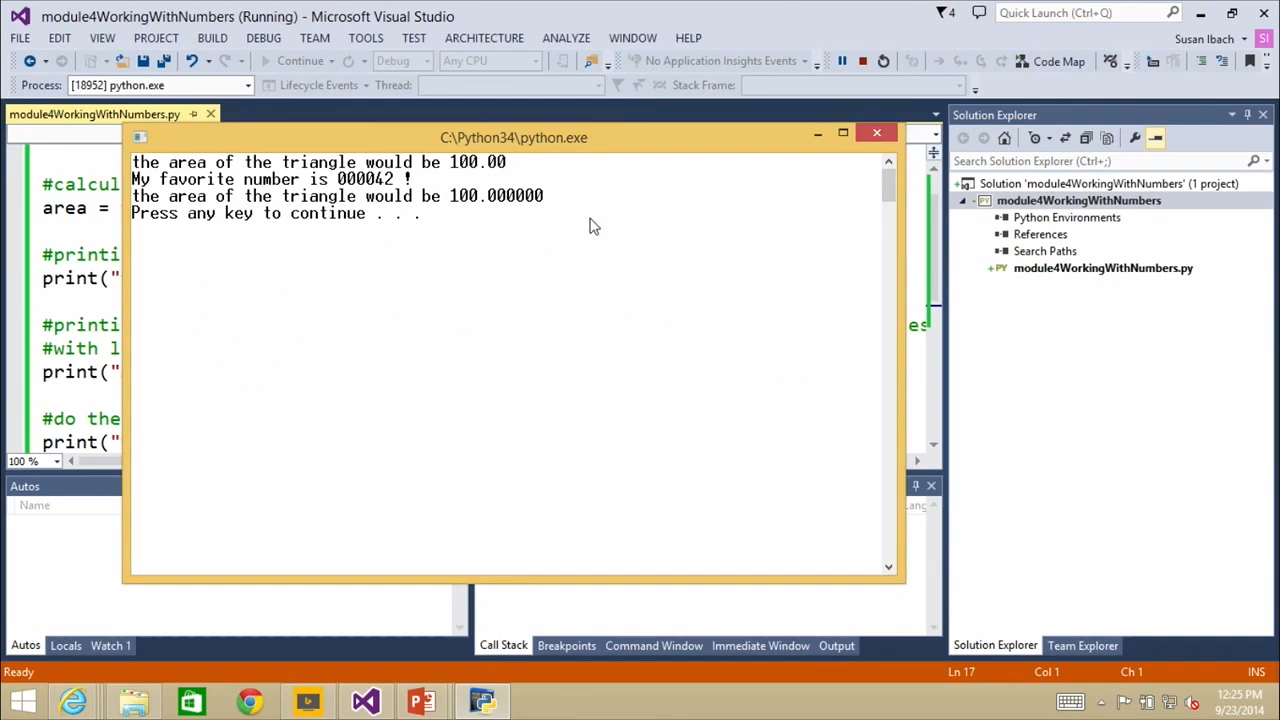 module4WorkingWithNumbers (Running) - Microsoft Visual Studio
4
Quick Launch (Ctrl+Q)
FILE EDIT VIEW PROJECT BUILD DEBUG TEAM TOOLS TEST ARCHITECTURE ANALYZE WINDOW HELP
Susan Ibach SI
Continue Debug Any CPU No Application Insights Events Code Map
Process: [18952] python.exe Lifecycle Events Thread: Stack Frame:
module4WorkingWithNumbers.py
C:\Python34\python.exe
the area of the triangle would be 100.00
My favorite number is 000042 !
the area of the triangle would be 100.000000
Press any key to continue . . .
#calcul
area =
#printi
print("
#printi
es
#with l
print("
#do the
print("
100 %
Solution Explorer
Search Solution Explorer (Ctrl+;)
Solution 'module4WorkingWithNumbers' (1 project)
PY module4WorkingWithNumbers
Python Environments
References
Search Paths
PY module4WorkingWithNumbers.py
Autos
Name
Lang
Autos Locals Watch 1
Call Stack Breakpoints Command Window Immediate Window Output
Solution Explorer Team Explorer
Ready
Ln 17 Col 1 Ch 1 INS
12:25 PM
9/23/2014